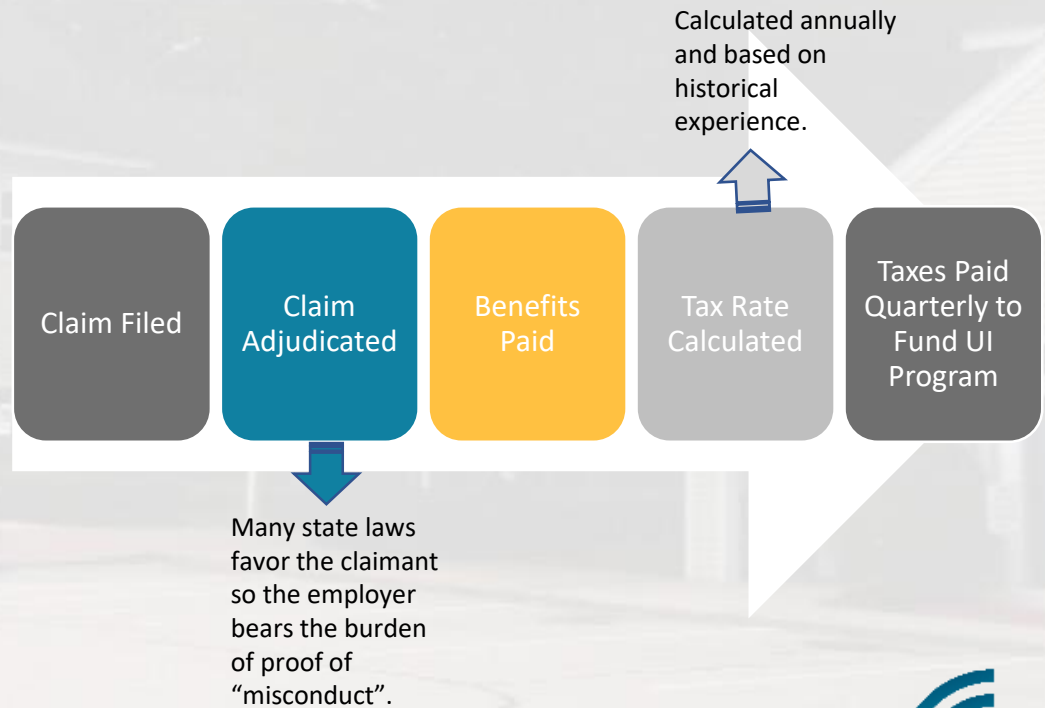 Calculated annually
and based on
historical
experience.
Claim Filed
Claim
Adjudicated
Benefits
Paid
Tax Rate
Calculated
Taxes Paid
Quarterly to
Fund UI
Program
Many state laws
favor the claimant
so the employer
bears the burden
of proof of
“misconduct”.